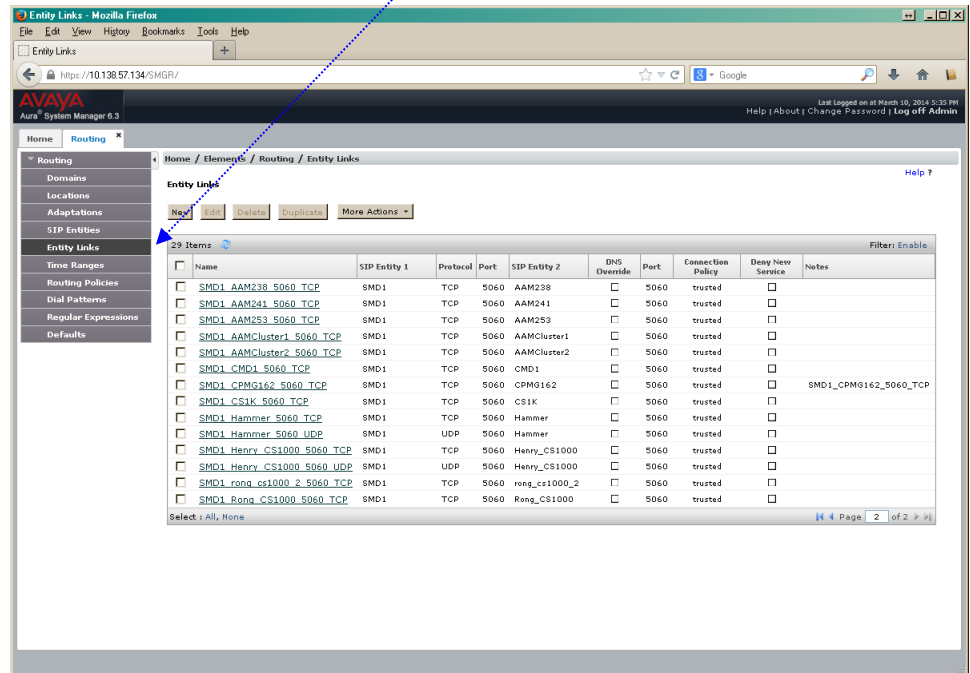 Entity Links - Mozilla Firefox
File Edit View History Bookmarks Tools Help
Entity Links
https://10.138.57.134/SMGR/
Google
AVAYA
Aura® System Manager 6.3
Last Logged on at March 10, 2014 5:35 PM
Help | About | Change Password | Log off Admin
Home Routing
Routing
Domains
Locations
Adaptations
SIP Entities
Entity Links
Time Ranges
Routing Policies
Dial Patterns
Regular Expressions
Defaults
Home / Elements / Routing / Entity Links
Help ?
Entity Links
New Edit Delete Duplicate More Actions
29 Items Filter: Enable
Name SIP Entity 1 Protocol Port SIP Entity 2 DNS Override Port Connection Policy Deny New Service Notes
SMD1_AAM238_5060_TCP SMD1 TCP 5060 AAM238 5060 trusted
SMD1_AAM241_5060_TCP SMD1 TCP 5060 AAM241 5060 trusted
SMD1_AAM253_5060_TCP SMD1 TCP 5060 AAM253 5060 trusted
SMD1_AAMCluster1_5060_TCP SMD1 TCP 5060 AAMCluster1 5060 trusted
SMD1_AAMCluster2_5060_TCP SMD1 TCP 5060 AAMCluster2 5060 trusted
SMD1_CMD1_5060_TCP SMD1 TCP 5060 CMD1 5060 trusted
SMD1_CPMG162_5060_TCP SMD1 TCP 5060 CPMG162 5060 trusted SMD1_CPMG162_5060_TCP
SMD1_CS1K_5060_TCP SMD1 TCP 5060 CS1K 5060 trusted
SMD1_Hammer_5060_TCP SMD1 TCP 5060 Hammer 5060 trusted
SMD1_Hammer_5060_UDP SMD1 UDP 5060 Hammer 5060 trusted
SMD1_Henry_CS1000_5060_TCP SMD1 TCP 5060 Henry_CS1000 5060 trusted
SMD1_Henry_CS1000_5060_UDP SMD1 UDP 5060 Henry_CS1000 5060 trusted
SMD1_rong_cs1000_2_5060_TCP SMD1 TCP 5060 rong_cs1000_2 5060 trusted
SMD1_Rong_CS1000_5060_TCP SMD1 TCP 5060 Rong_CS1000 5060 trusted
Select : All, None Page 2 of 2